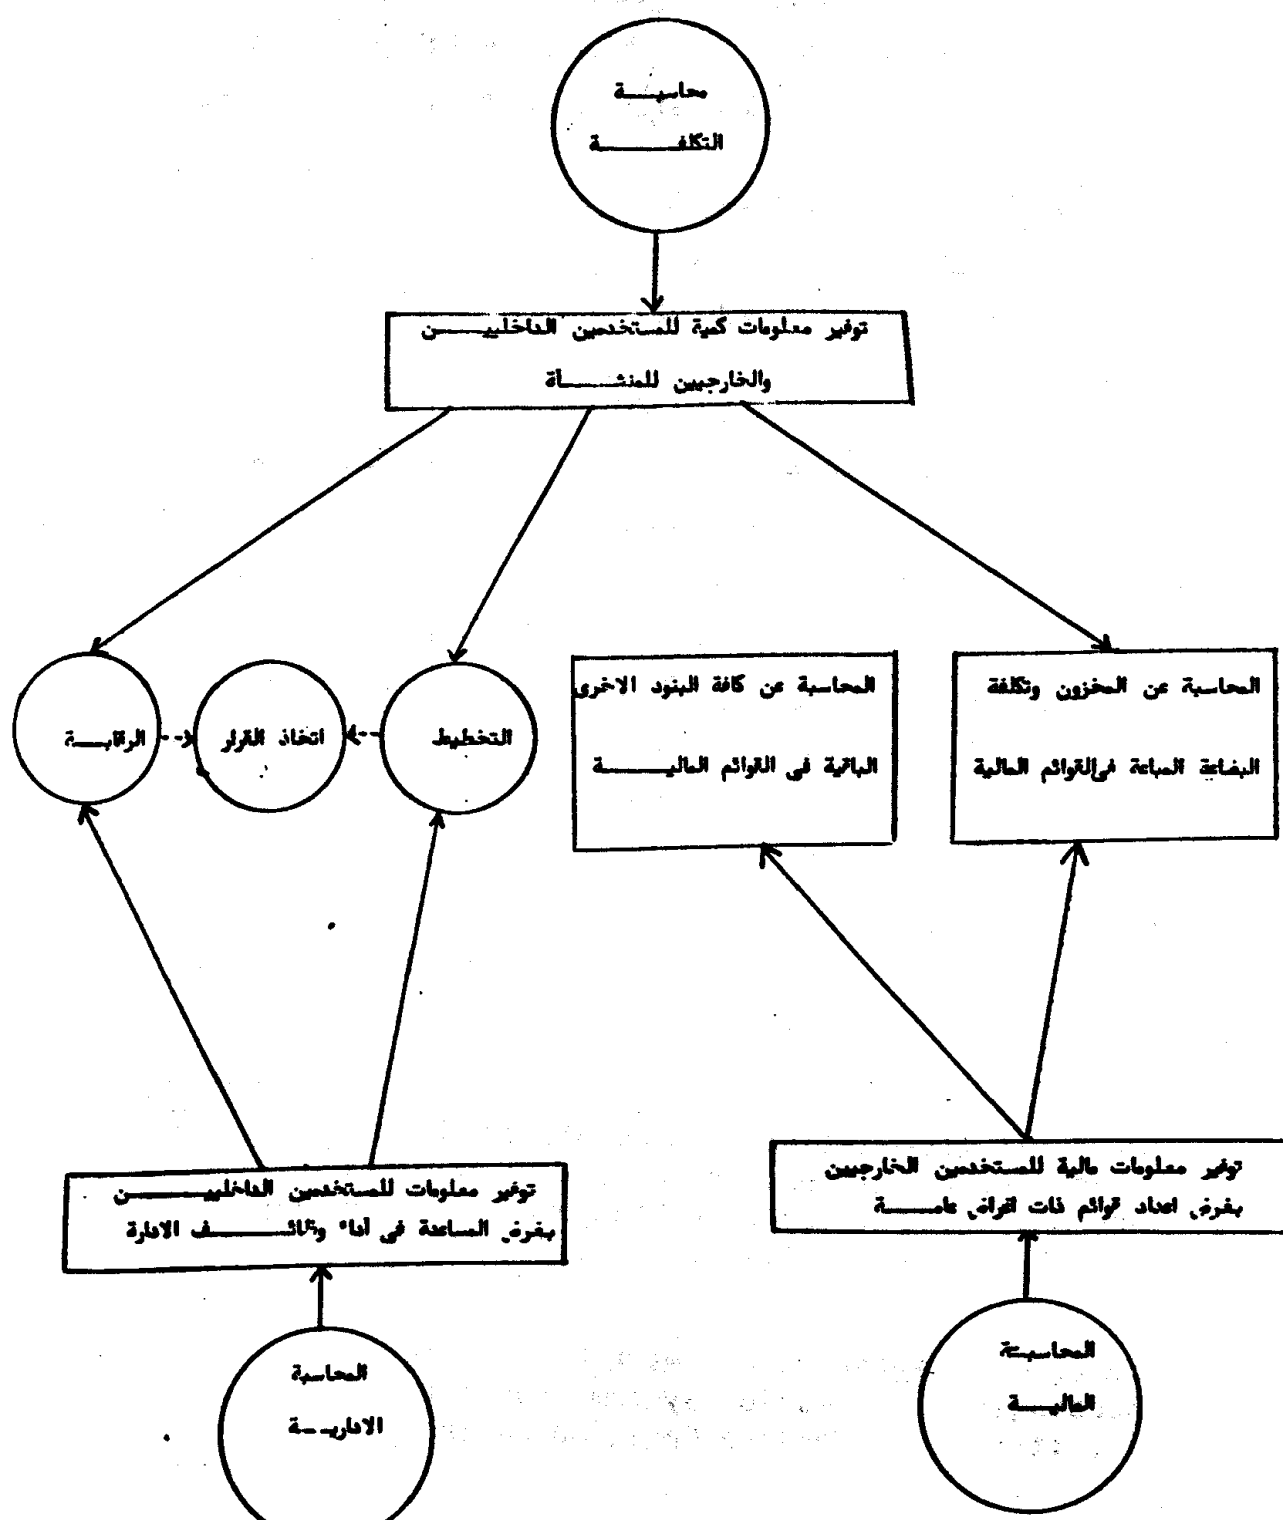 محاسبة
التكلفة
توفير معلومات كمية للمستخدمين الداخليين
والخارجيين للمنشأة
المحاسبة عن المخزون وتكلفة
البضاعة المباعة فى القوائم المالية
المحاسبة عن كافة البنود الاخرى
الباقية فى القوائم المالية
التخطيط
اتخاذ القرار
الرقابة
توفير معلومات مالية للمستخدمين الخارجيين
بغرض اعداد قوائم ذات اغراض عامة
توفير معلومات للمستخدمين الداخليين
بغرض المساعدة فى أداء وظائف الادارة
المحاسبة
المالية
المحاسبة
الادارية